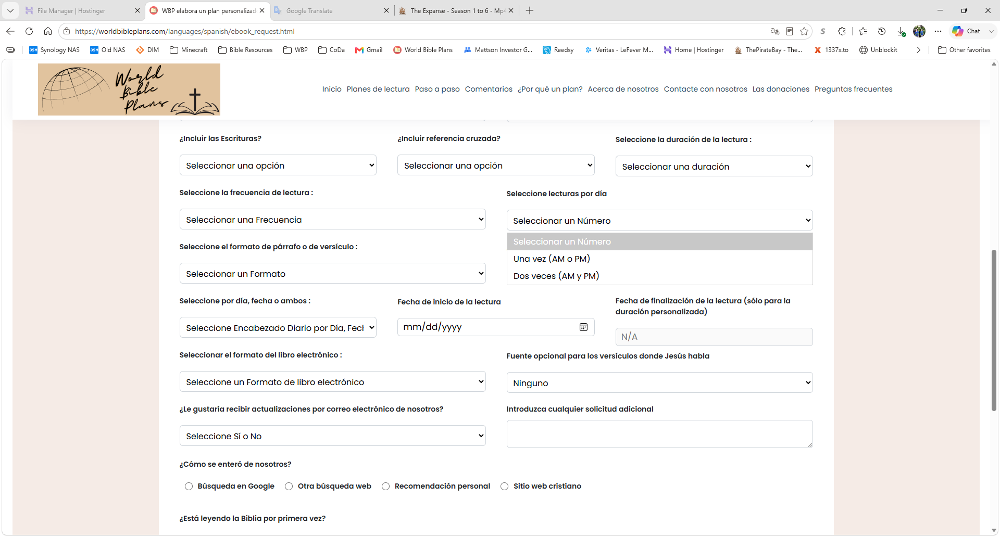 File Manager | Hostinger
WBP elabora un plan personalizad
Google Translate
The Expanse - Season 1 to 6 - Mp4
https://worldbibleplans.com/languages/spanish/ebook_request.html
Chat
Synology NAS
Old NAS
DIM
Minecraft
Bible Resources
WBP
CoDa
Gmail
World Bible Plans
Mattson Investor G...
Reedsy
Veritas - LeFever M...
Home | Hostinger
ThePirateBay - The...
1337x.to
Unblockit
Other favorites
World
Bible
Plans
Inicio
Planes de lectura
Paso a paso
Comentarios
¿Por qué un plan?
Acerca de nosotros
Contacte con nosotros
Las donaciones
Preguntas frecuentes
¿Incluir las Escrituras?
¿Incluir referencia cruzada?
Seleccione la duración de la lectura :
Seleccionar una opción
Seleccionar una opción
Seleccionar una duración
Seleccione la frecuencia de lectura :
Seleccione lecturas por día
Seleccionar una Frecuencia
Seleccionar un Número
Seleccionar un Número
Una vez (AM o PM)
Dos veces (AM y PM)
Seleccione el formato de párrafo o de versículo :
Seleccionar un Formato
Seleccione por día, fecha o ambos :
Fecha de inicio de la lectura
Fecha de finalización de la lectura (sólo para la
duración personalizada)
Seleccione Encabezado Diario por Día, Fecl
mm/dd/yyyy
N/A
Seleccionar el formato del libro electrónico :
Fuente opcional para los versículos donde Jesús habla
Seleccione un Formato de libro electrónico
Ninguno
¿Le gustaría recibir actualizaciones por correo electrónico de nosotros?
Introduzca cualquier solicitud adicional
Seleccione Sí o No
¿Cómo se enteró de nosotros?
Búsqueda en Google
Otra búsqueda web
Recomendación personal
Sitio web cristiano
¿Está leyendo la Biblia por primera vez?